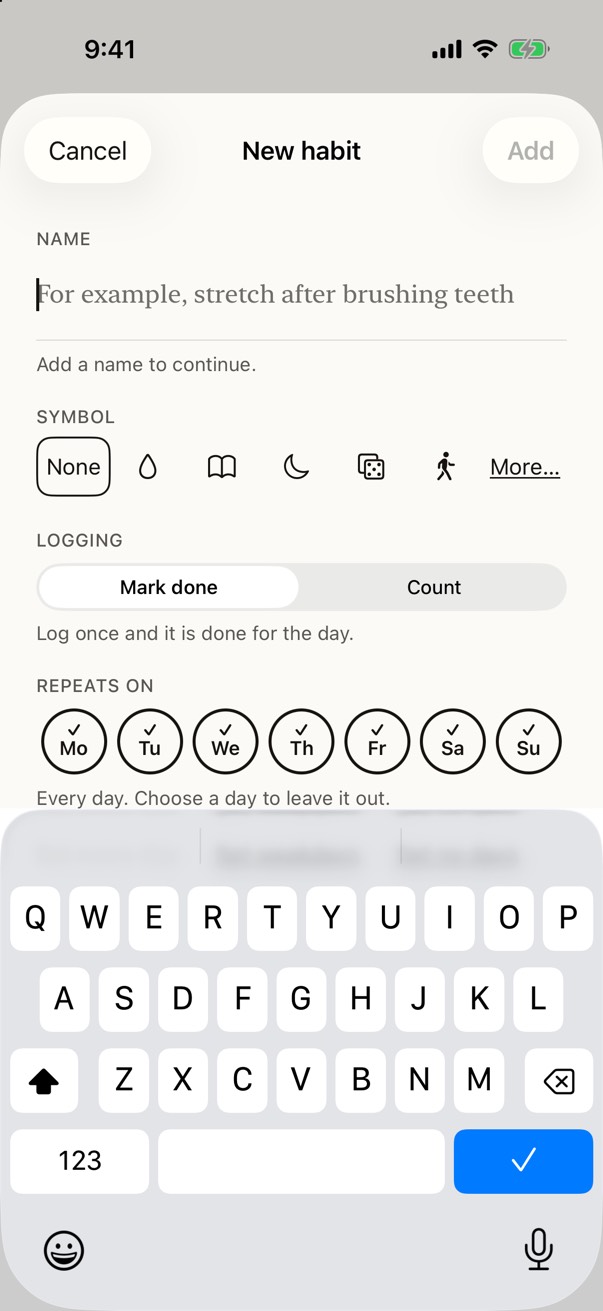 9:41
Cancel
New habit
Add
NAME
For example, stretch after brushing teeth
Add a name to continue.
SYMBOL
None
More...
LOGGING
Mark done
Count
Log once and it is done for the day.
REPEATS ON
Mo Tu We Th Fr Sa Su
Every day. Choose a day to leave it out.
Q W E R T Y U I O P
A S D F G H J K L
Z X C V B N M
123